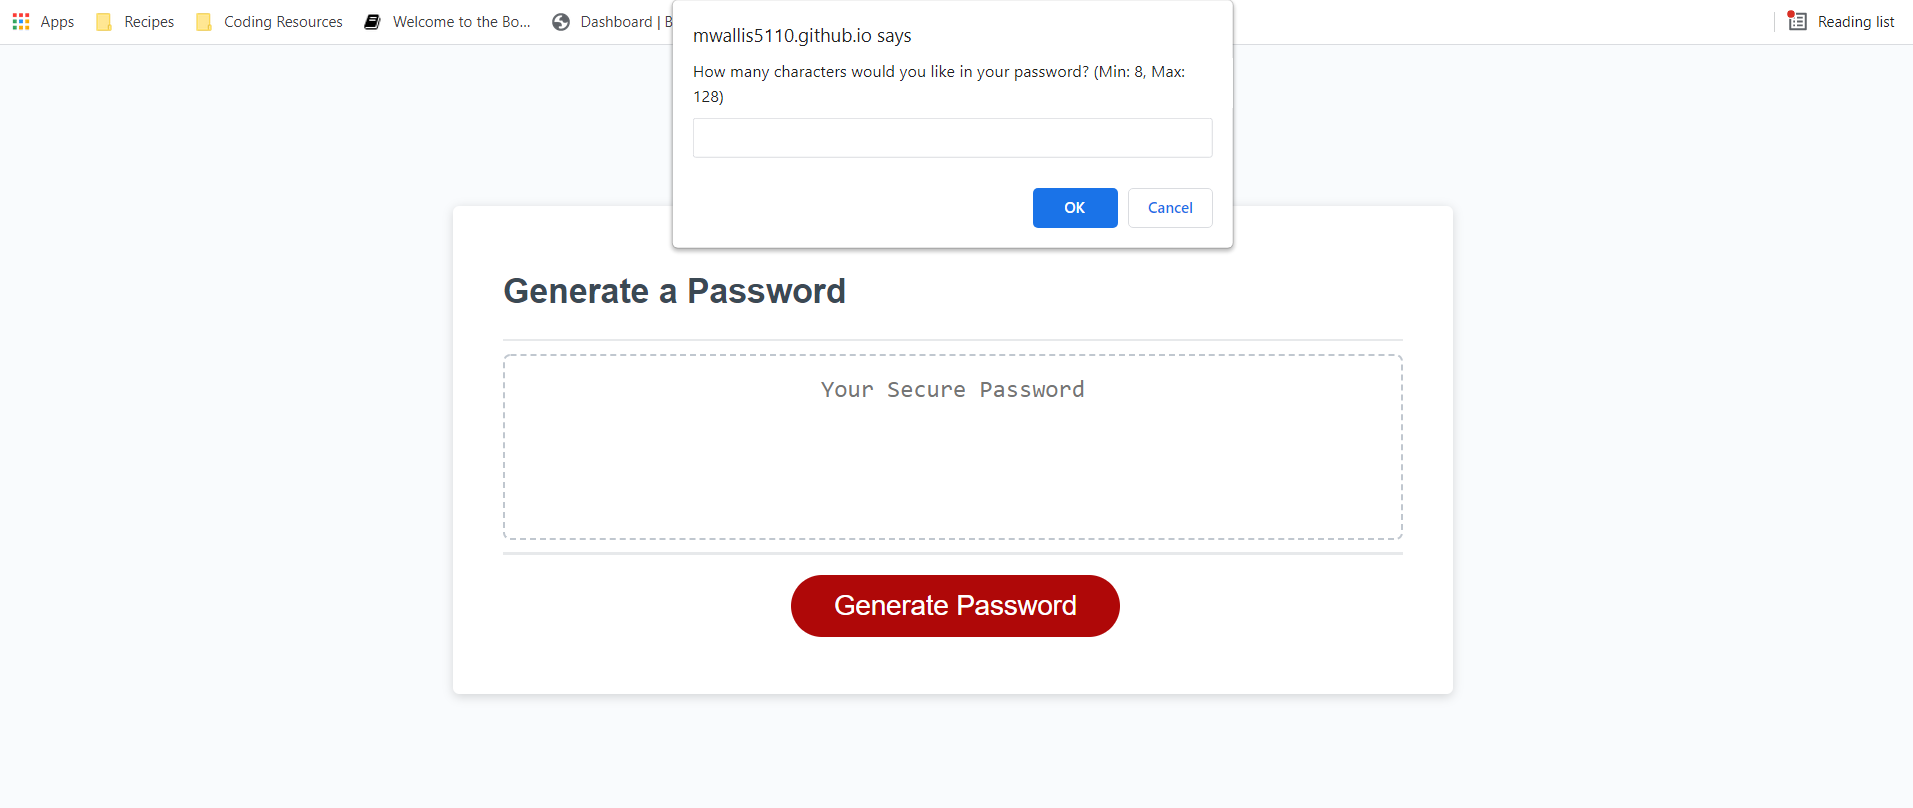 Apps Recipes Coding Resources Welcome to the Bo... Dashboard | B Reading list
mwallis5110.github.io says
How many characters would you like in your password? (Min: 8, Max:
128)
OK Cancel
Generate a Password
Your Secure Password
Generate Password